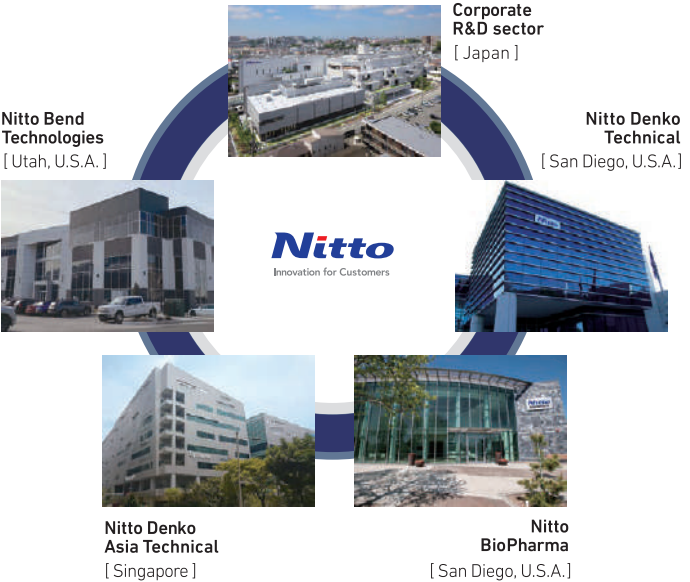 Corporate
R&D sector
[ Japan ]
Nitto Bend
Technologies
[ Utah, U.S.A. ]
Nitto Denko
Technical
[ San Diego, U.S.A.]
Nitto
Nitto
Innovation for Customers
Nitto Denko
Asia Technical
[ Singapore ]
Nitto
BioPharma
[ San Diego, U.S.A.]